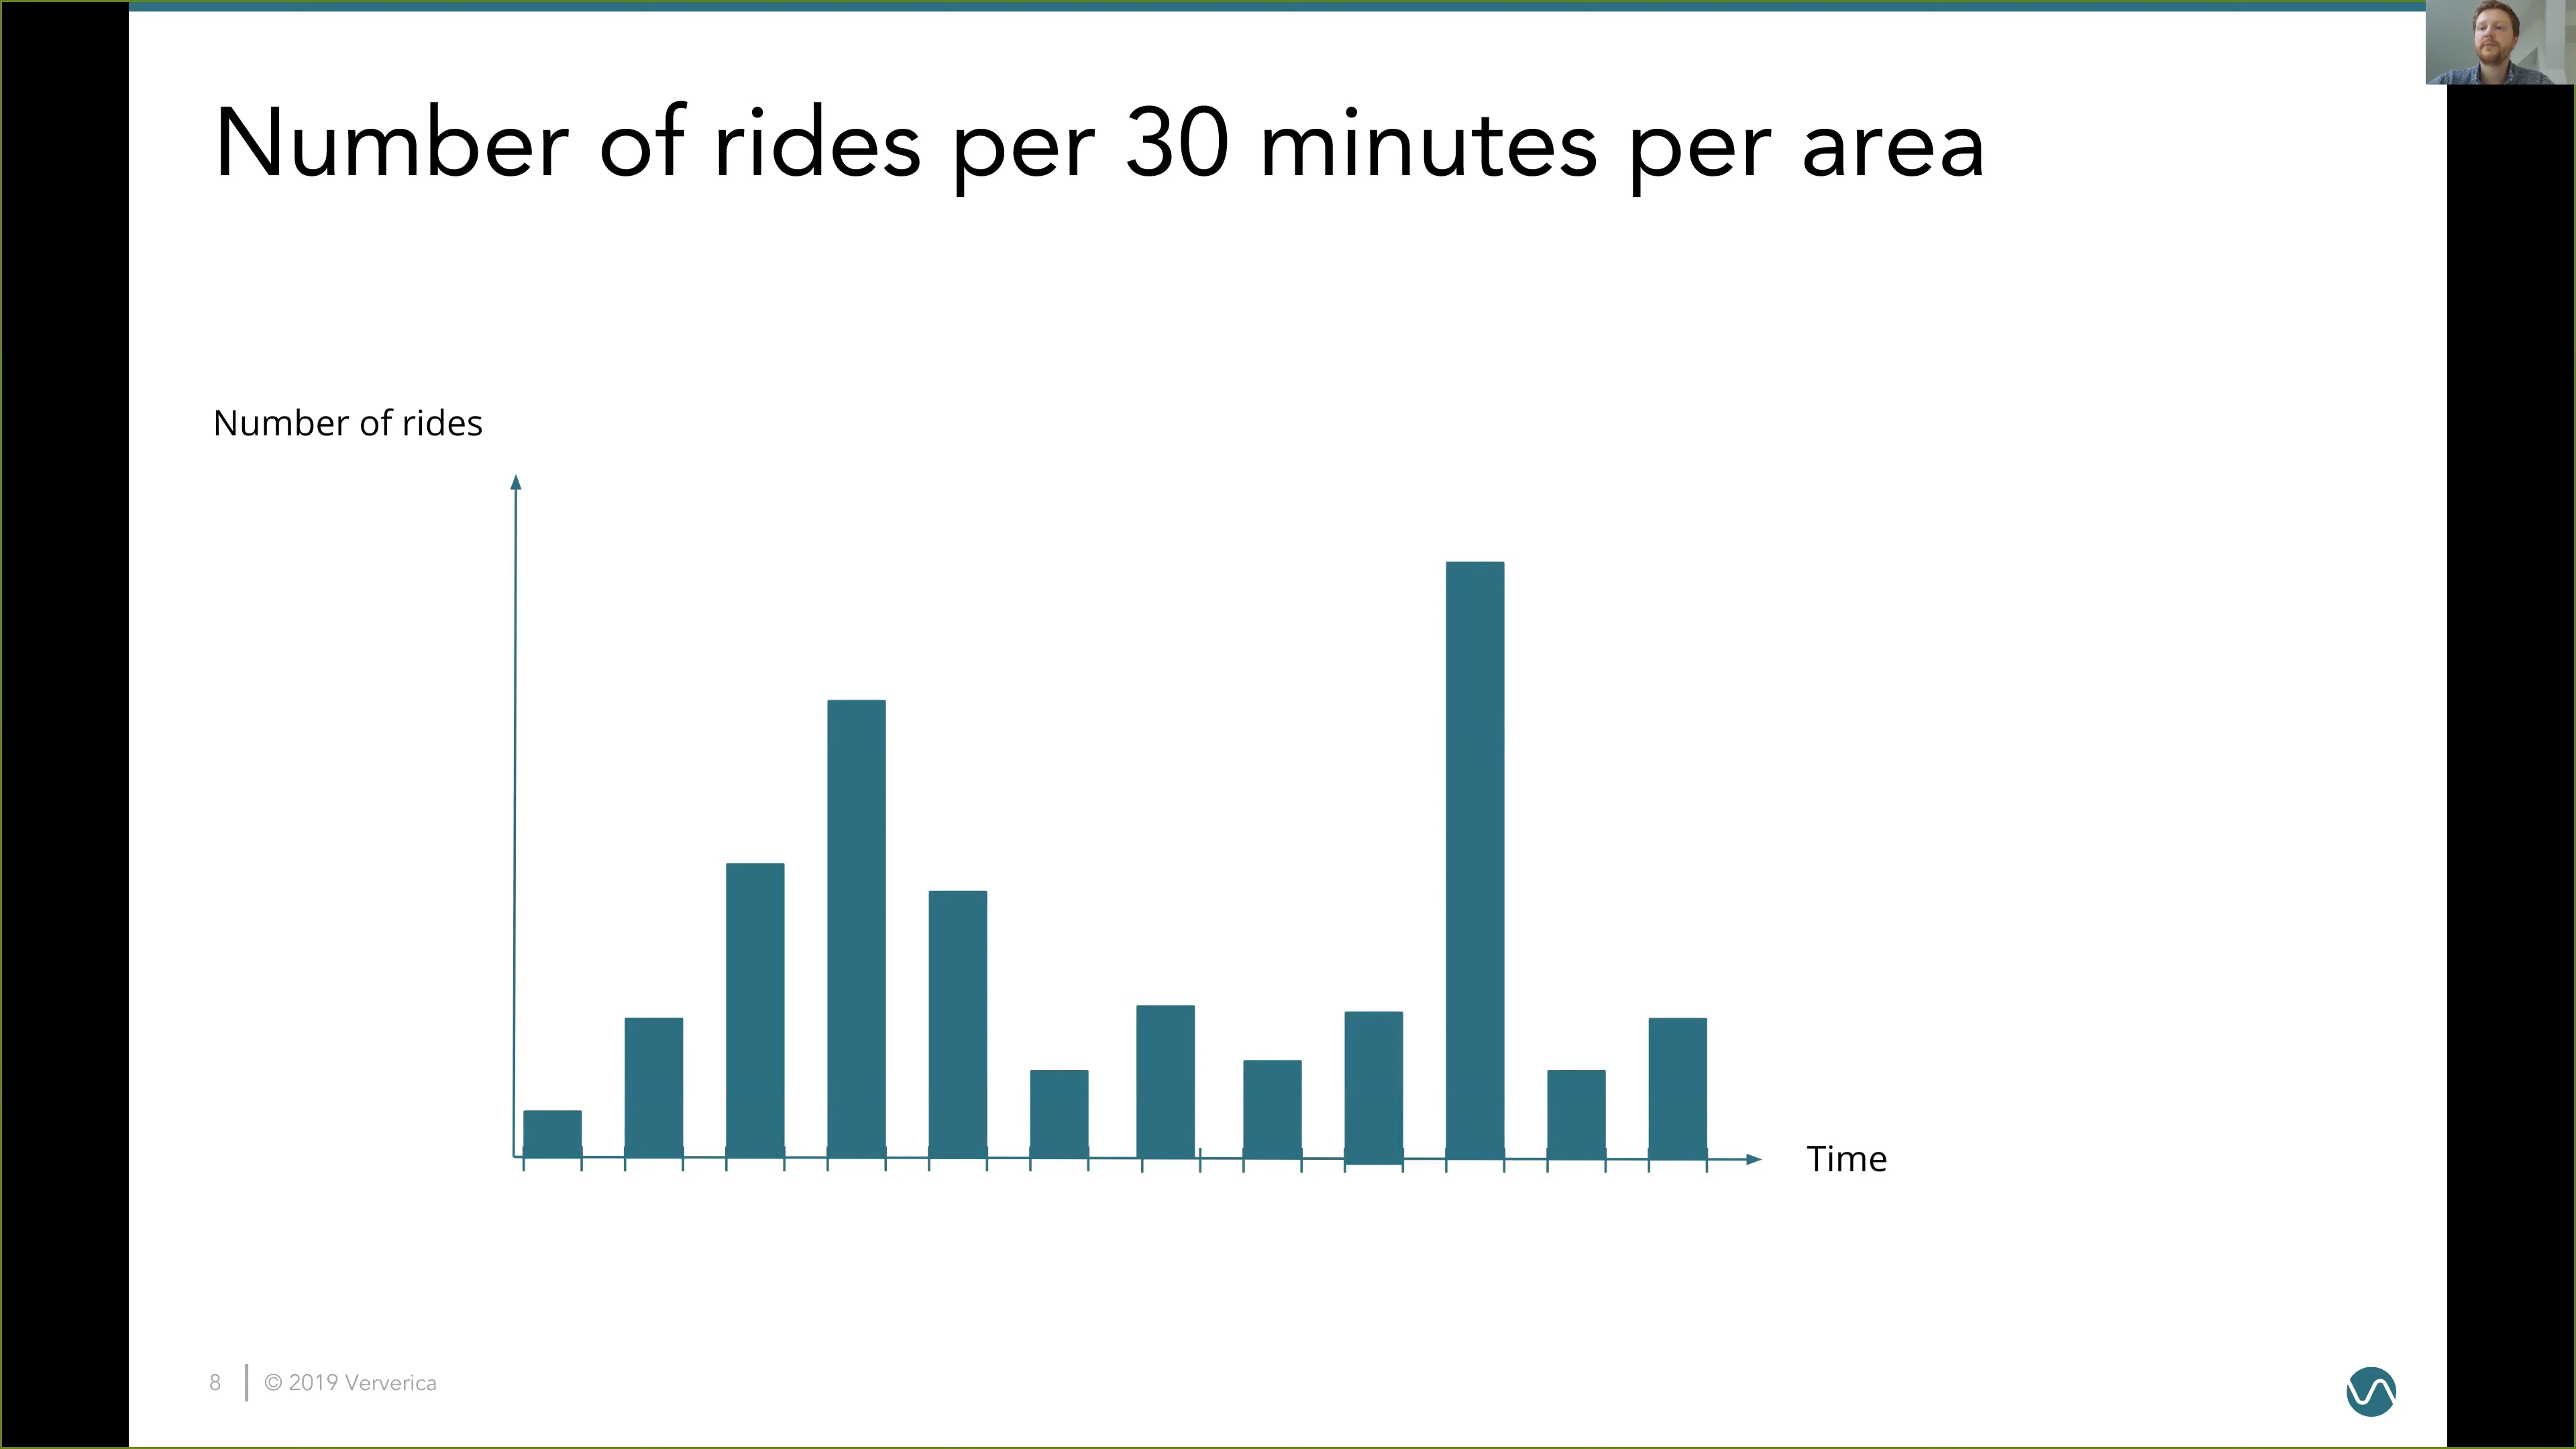 Number of rides per 30 minutes per area
Number of rides
Time
8
© 2019 Ververica